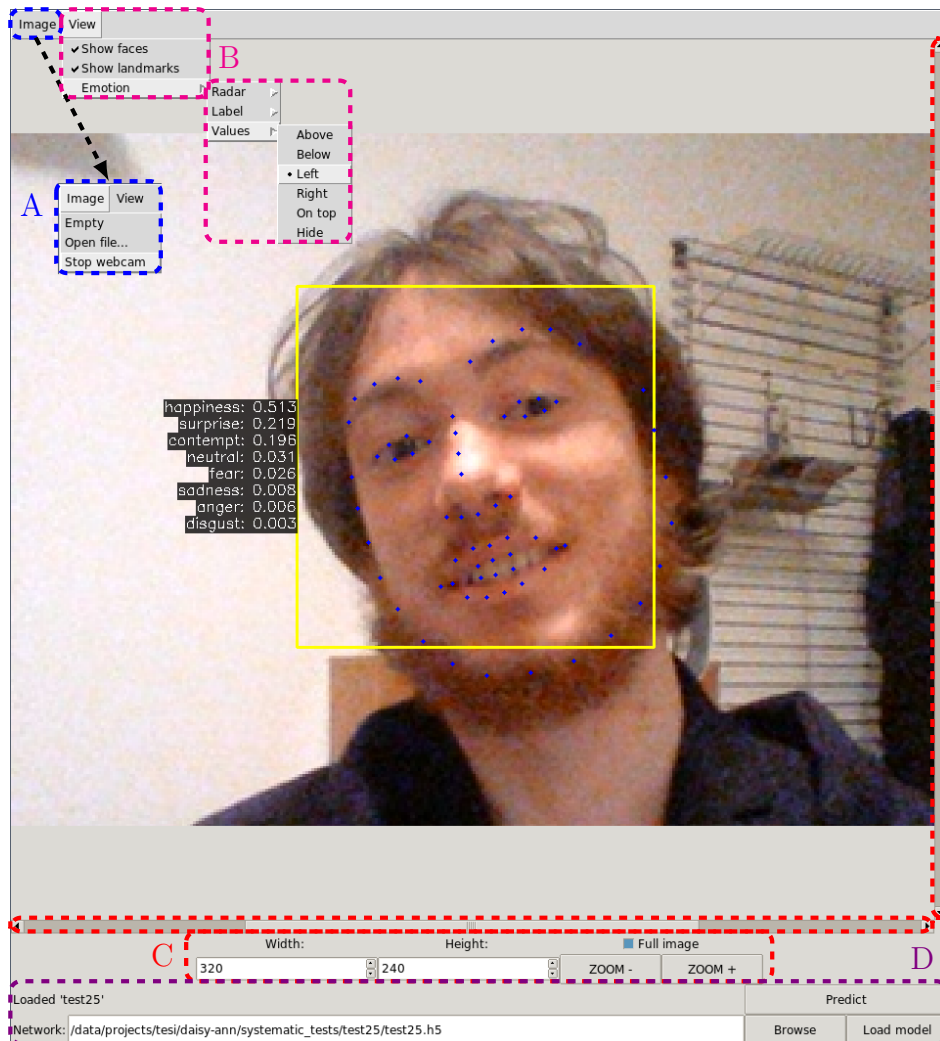 Image View
Show faces
Show landmarks
Emotion
B
Radar
Label
Values
Above
Below
Left
Right
On top
Hide
A
Image View
Empty
Open file...
Stop webcam
happiness: 0.513
surprise: 0.219
contempt: 0.196
neutral: 0.031
fear: 0.026
sadness: 0.008
anger: 0.006
disgust: 0.003
C
Width: Height: Full image
320 240 ZOOM - ZOOM +
D
Loaded 'test25' Predict
Network: /data/projects/tesi/daisy-ann/systematic_tests/test25/test25.h5 Browse Load model